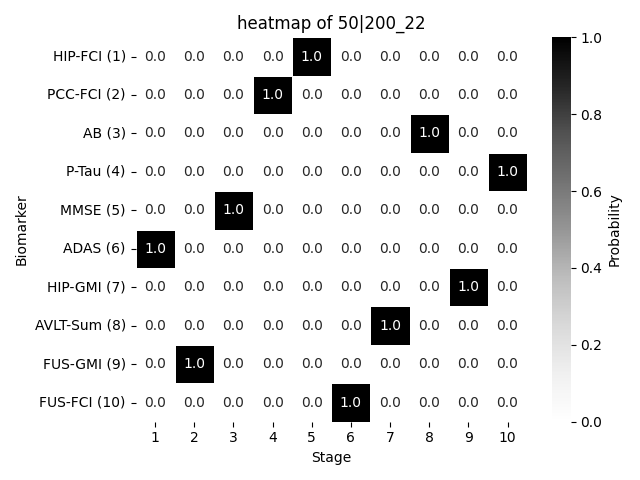 heatmap of 50|200_22
HIP-FCI (1) 0.0 0.0 0.0 0.0 1.0 0.0 0.0 0.0 0.0 0.0
PCC-FCI (2) 0.0 0.0 0.0 1.0 0.0 0.0 0.0 0.0 0.0 0.0
AB (3) 0.0 0.0 0.0 0.0 0.0 0.0 0.0 1.0 0.0 0.0
P-Tau (4) 0.0 0.0 0.0 0.0 0.0 0.0 0.0 0.0 0.0 1.0
MMSE (5) 0.0 0.0 1.0 0.0 0.0 0.0 0.0 0.0 0.0 0.0
ADAS (6) 1.0 0.0 0.0 0.0 0.0 0.0 0.0 0.0 0.0 0.0
HIP-GMI (7) 0.0 0.0 0.0 0.0 0.0 0.0 0.0 0.0 1.0 0.0
AVLT-Sum (8) 0.0 0.0 0.0 0.0 0.0 0.0 1.0 0.0 0.0 0.0
FUS-GMI (9) 0.0 1.0 0.0 0.0 0.0 0.0 0.0 0.0 0.0 0.0
FUS-FCI (10) 0.0 0.0 0.0 0.0 0.0 1.0 0.0 0.0 0.0 0.0
1 2 3 4 5 6 7 8 9 10
Stage
Biomarker
1.0
0.8
0.6
0.4
0.2
0.0
Probability